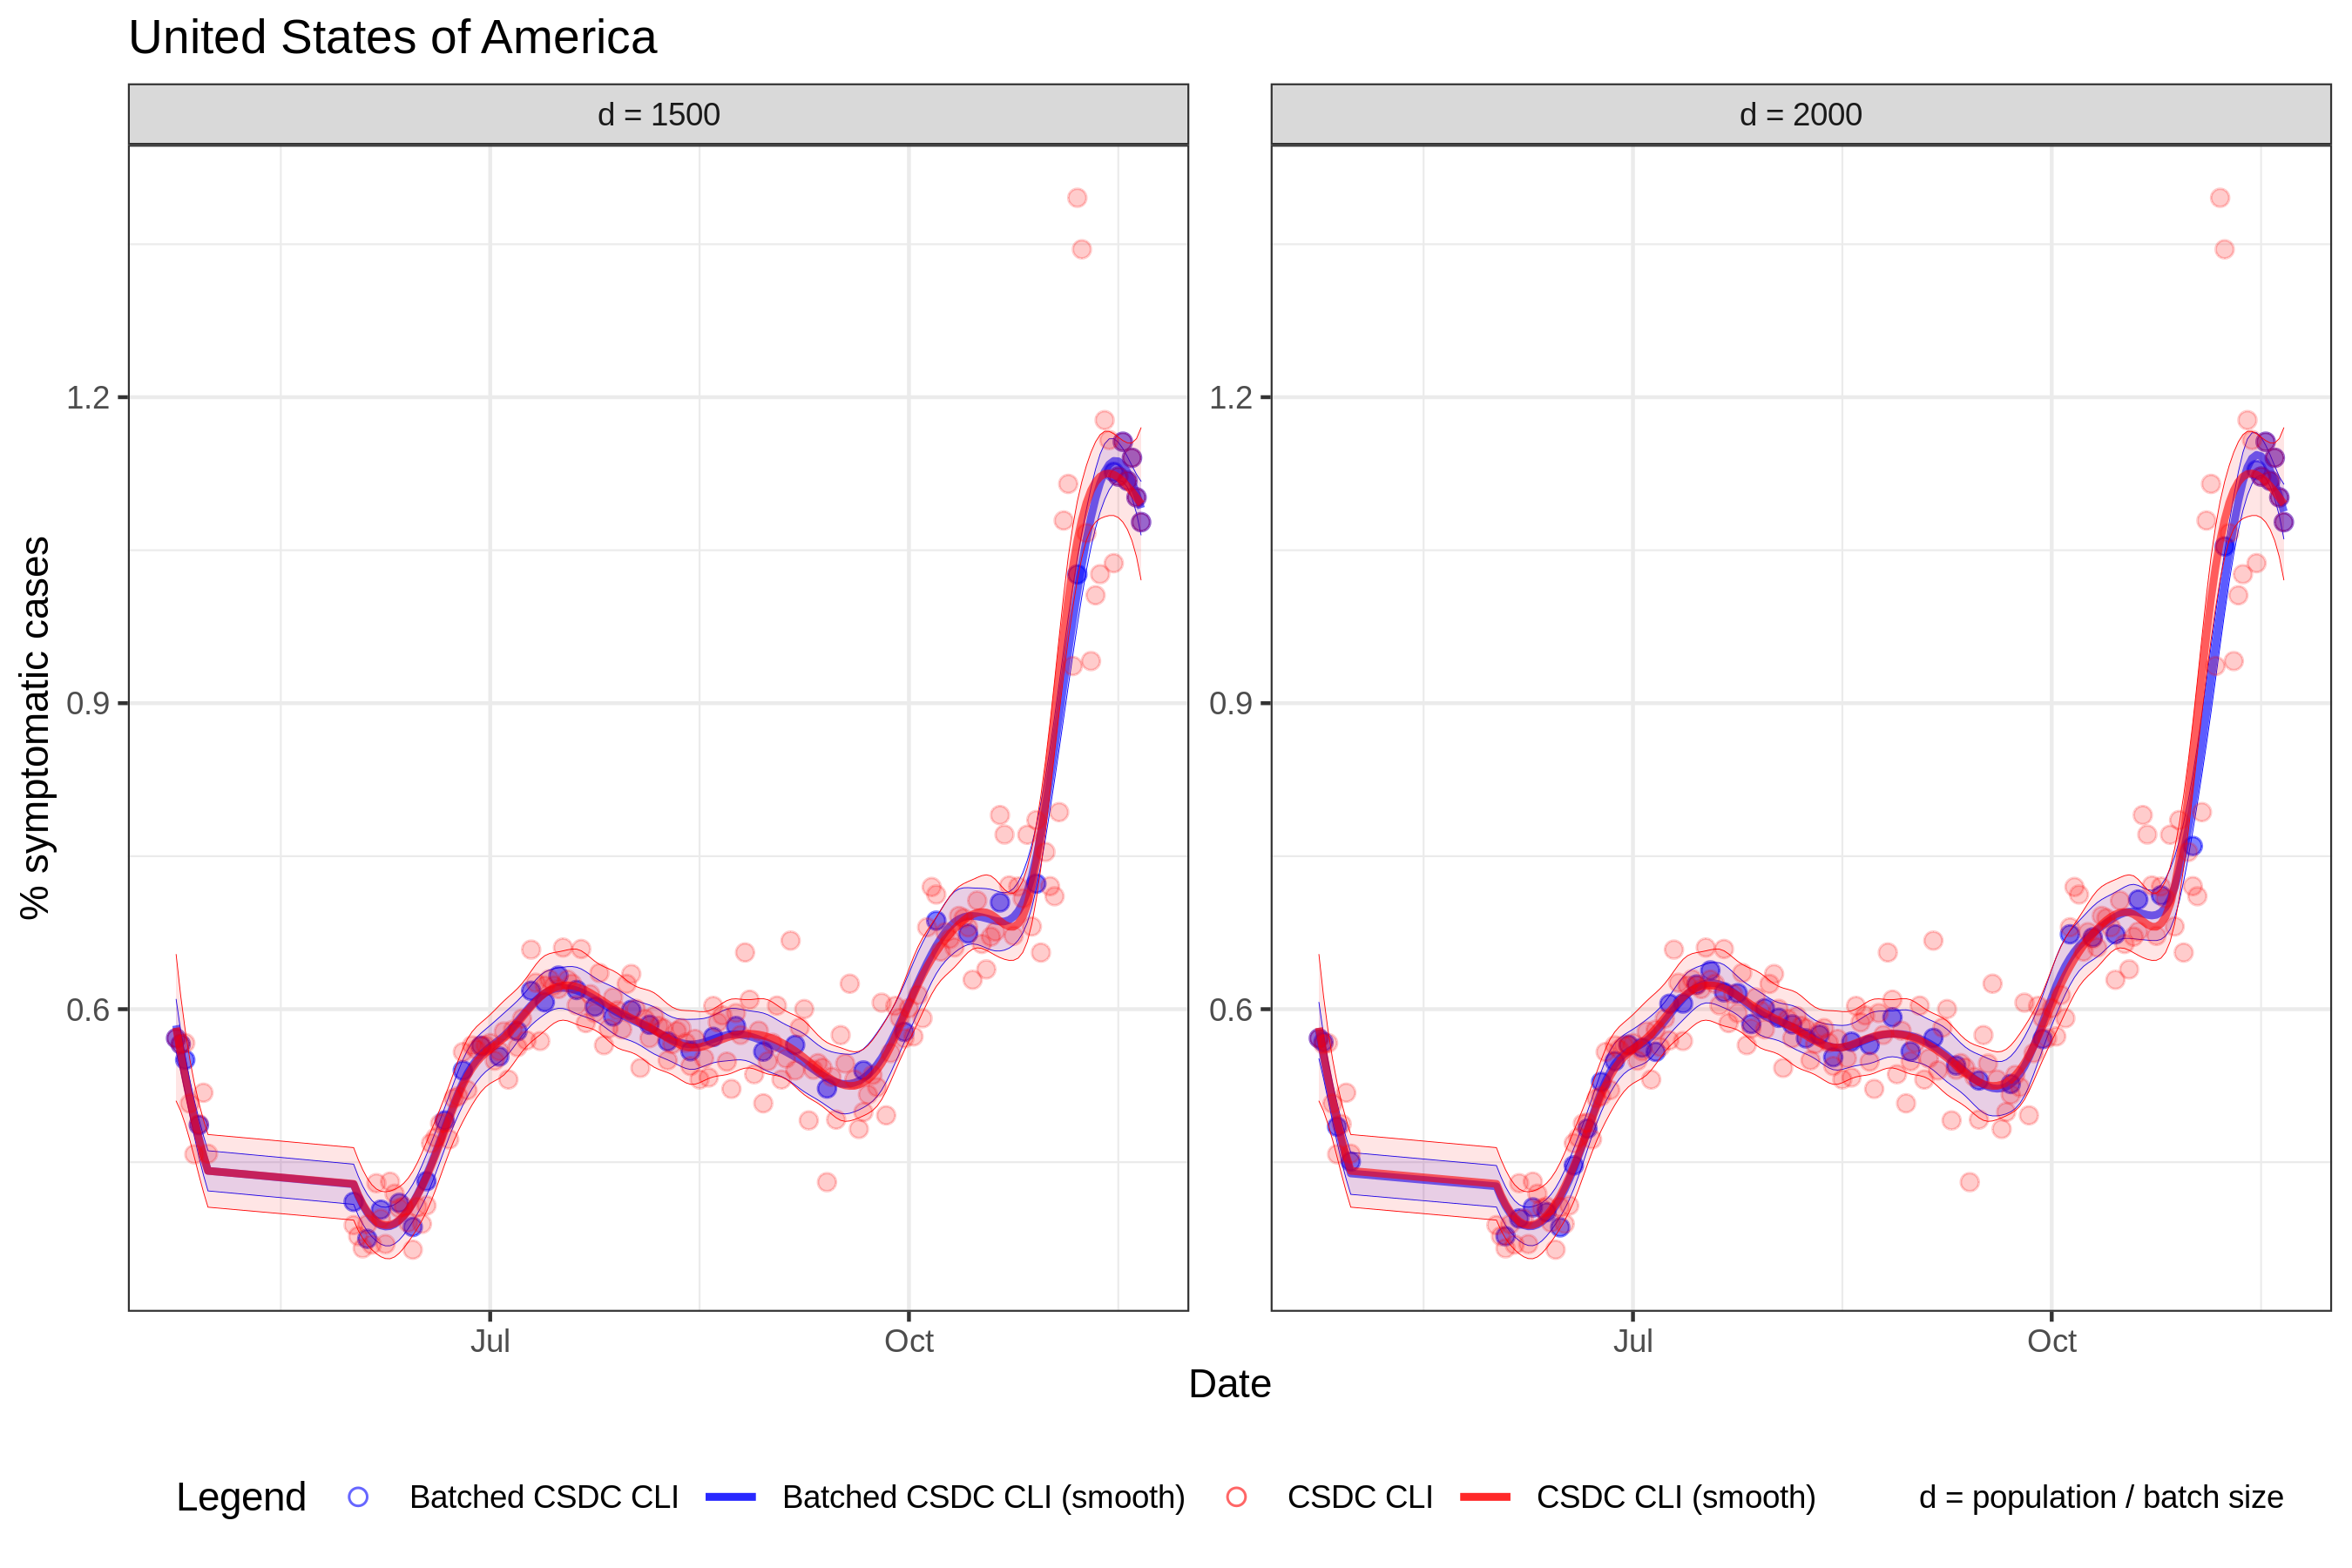 United States of America
d = 1500
d = 2000
% symptomatic cases
1.2
0.9
0.6
1.2
0.9
0.6
Jul
Oct
Jul
Oct
Date
Legend
Batched CSDC CLI
Batched CSDC CLI (smooth)
CSDC CLI
CSDC CLI (smooth)
d = population / batch size